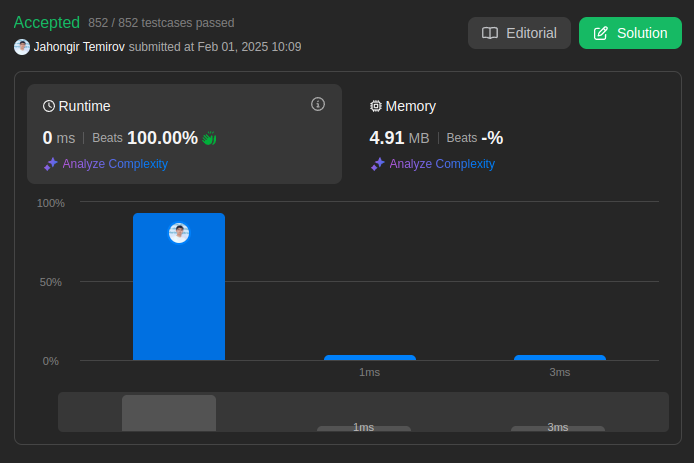 Accepted 852 / 852 testcases passed
Jahongir Temirov submitted at Feb 01, 2025 10:09
Editorial
Solution
Runtime
0 ms | Beats 100.00%
Analyze Complexity
Memory
4.91 MB | Beats -%
Analyze Complexity
100%
50%
0%
1ms
3ms
1ms
3ms